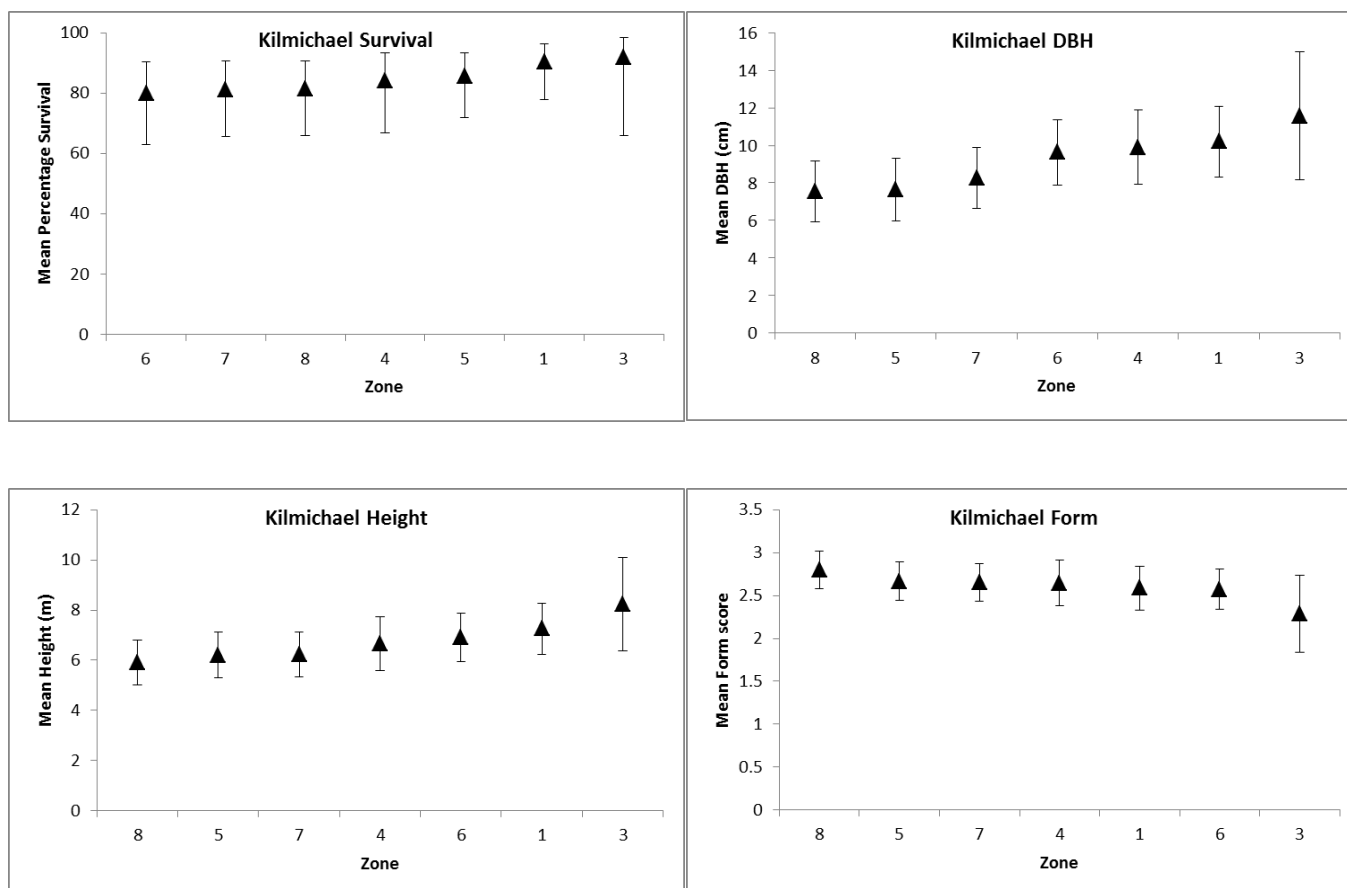 Kilmichael Survival
Mean Percentage Survival
100
80
60
40
20
0
6 7 8 4 5 1 3
Zone
Kilmichael DBH
Mean DBH (cm)
16
14
12
10
8
6
4
2
0
8 5 7 6 4 1 3
Zone
Kilmichael Height
Mean Height (m)
12
10
8
6
4
2
0
8 5 7 4 6 1 3
Zone
Kilmichael Form
Mean Form score
3.5
3
2.5
2
1.5
1
0.5
0
8 5 7 4 1 6 3
Zone